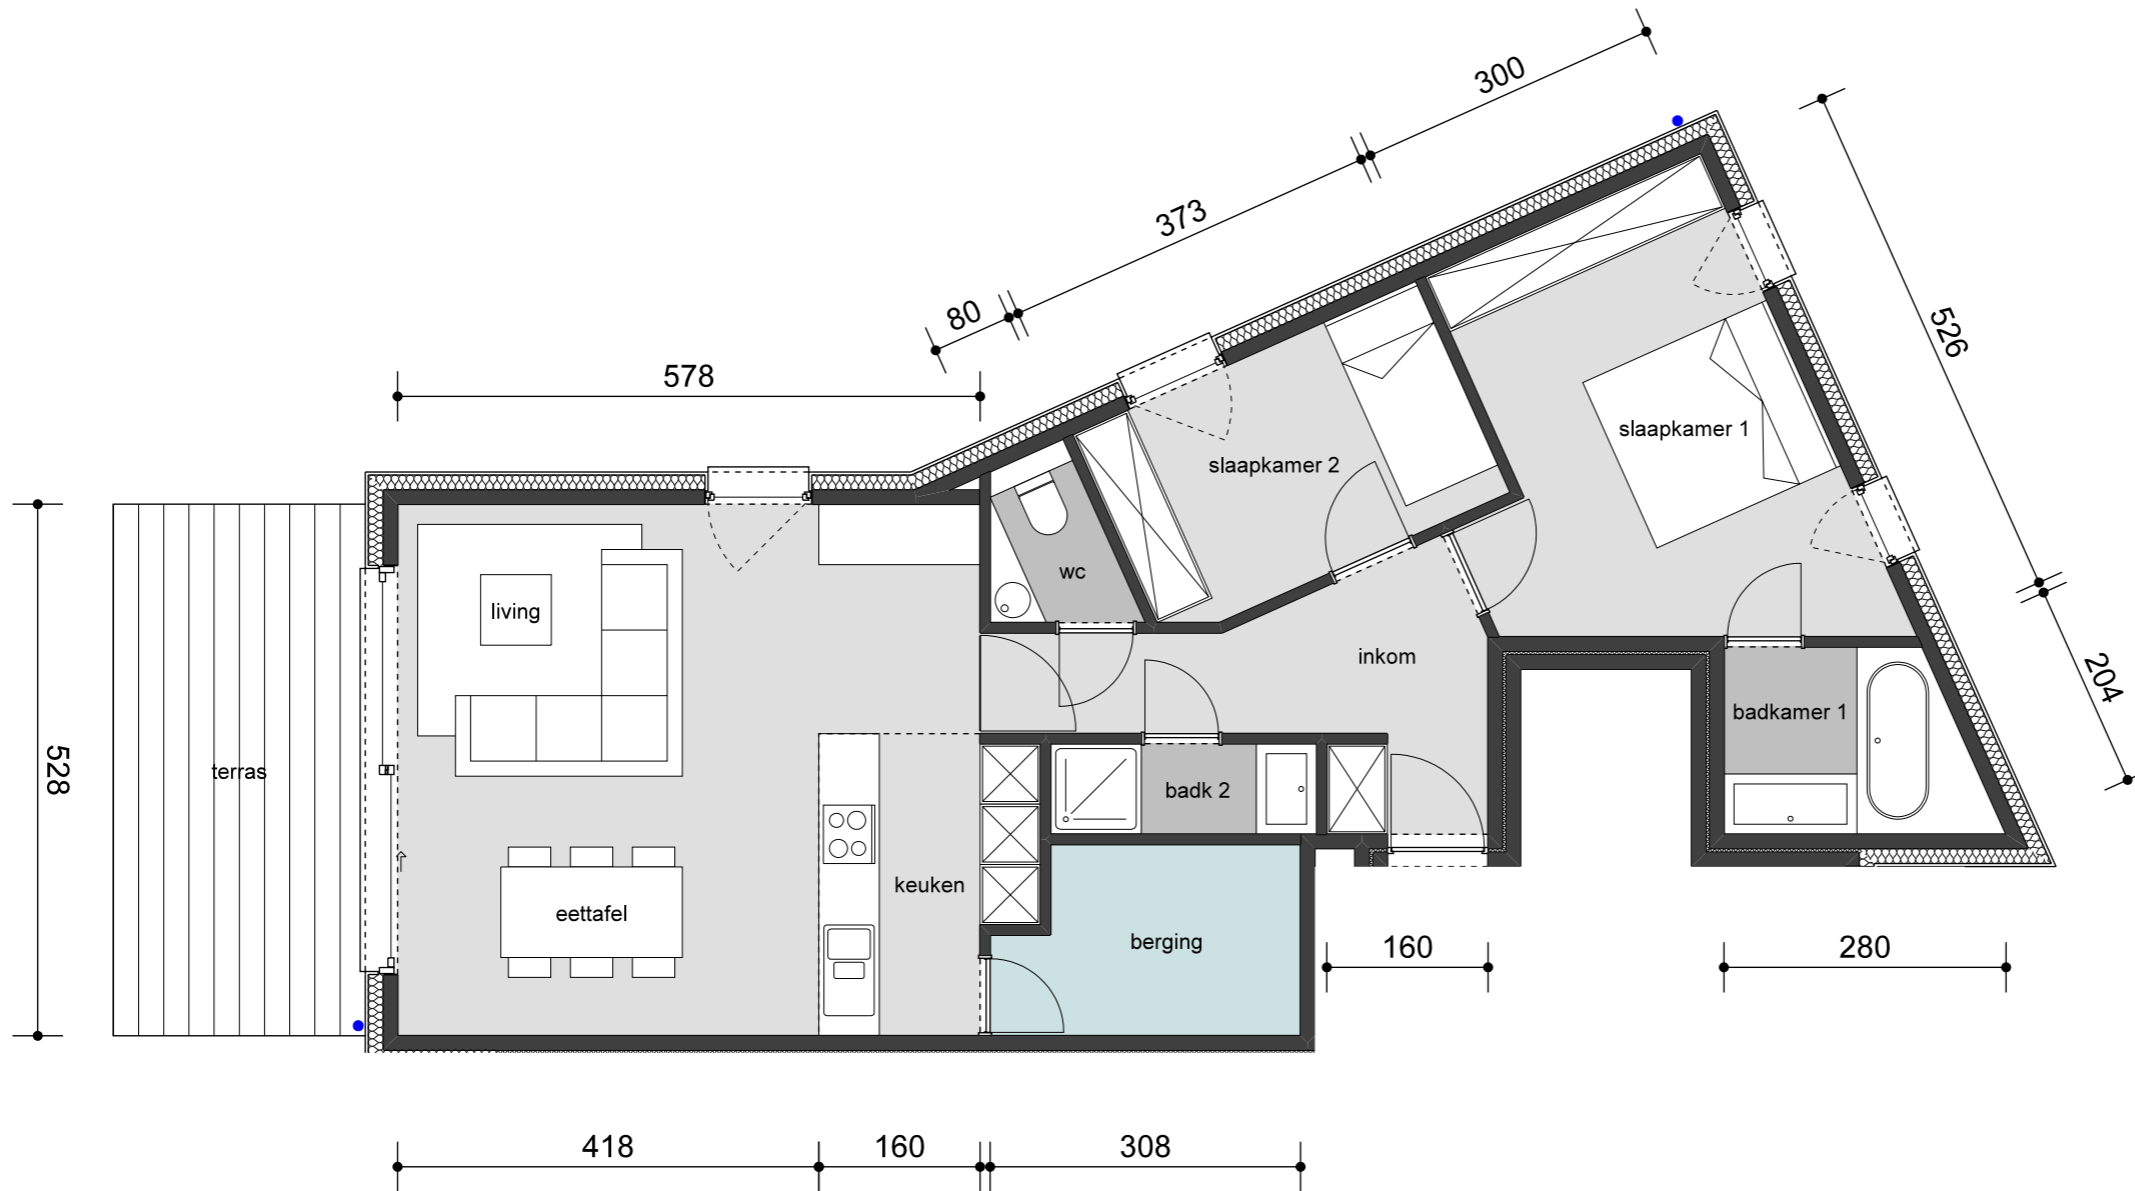 300
373
80
578
526
slaapkamer 1
slaapkamer 2
wc
living
inkom
204
badkamer 1
528
terras
badk 2
keuken
eettafel
berging
160
280
418
160
308